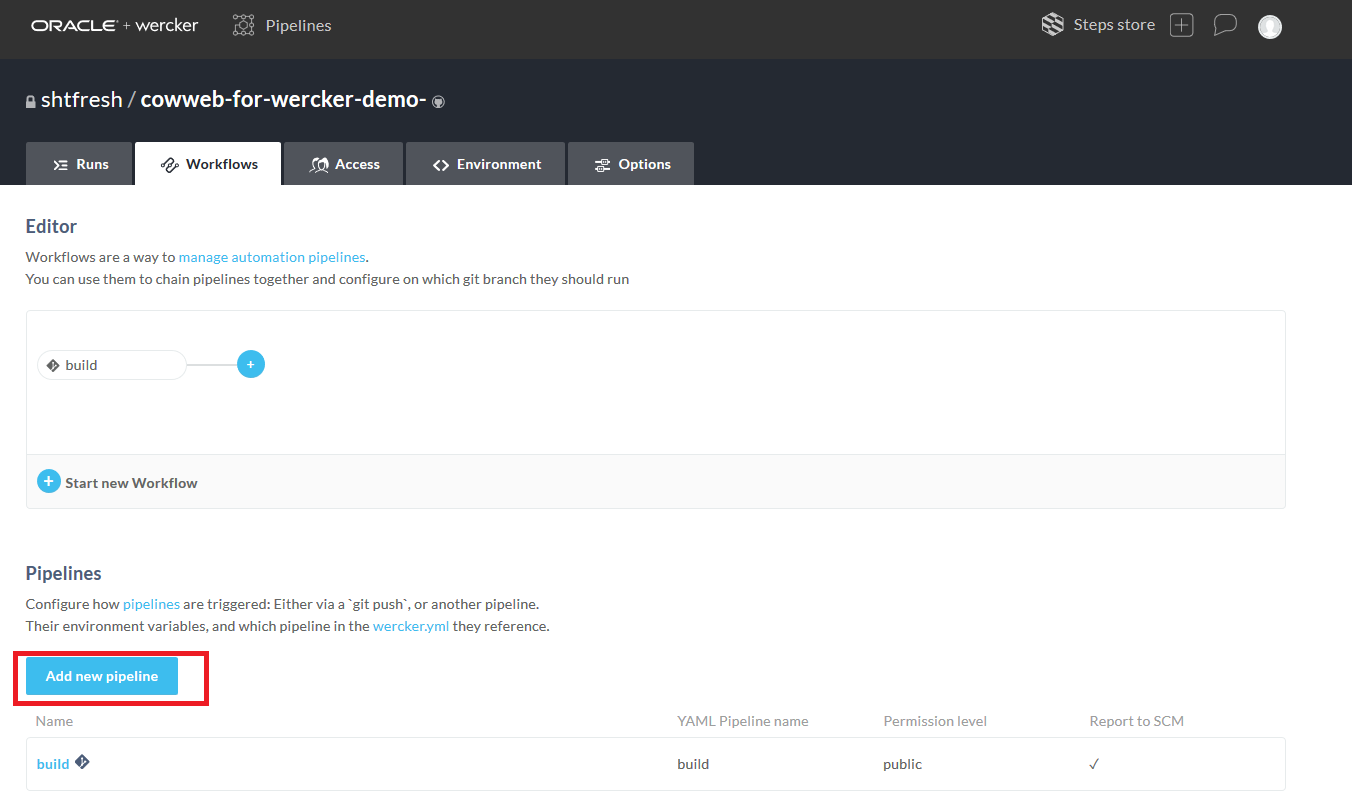 ORACLE + wercker Pipelines Steps store
shtfresh / cowweb-for-wercker-demo-
Runs Workflows Access Environment Options
Editor
Workflows are a way to manage automation pipelines.
You can use them to chain pipelines together and configure on which git branch they should run
build +
+ Start new Workflow
Pipelines
Configure how pipelines are triggered: Either via a `git push`, or another pipeline.
Their environment variables, and which pipeline in the wercker.yml they reference.
Add new pipeline
Name YAML Pipeline name Permission level Report to SCM
build build public ✓